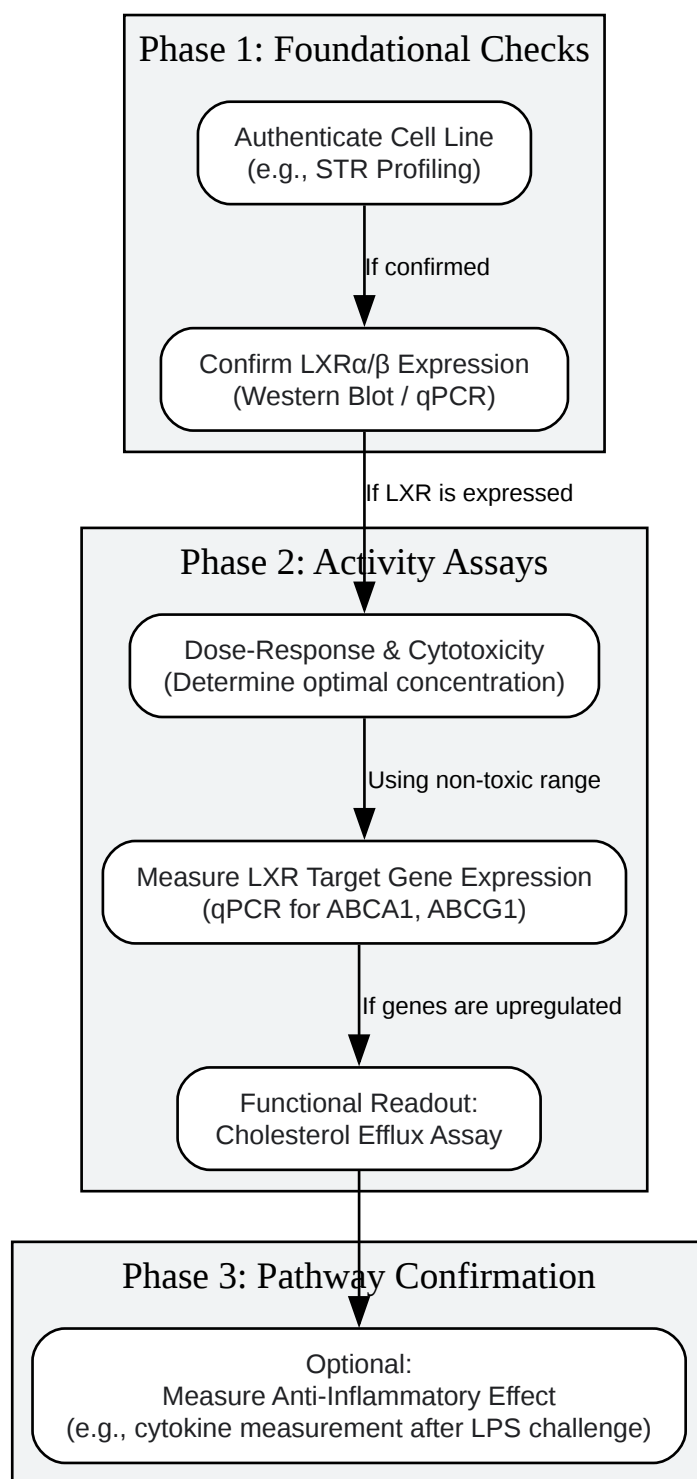 Phase 1: Foundational Checks
Authenticate Cell Line
(e.g., STR Profiling)
If confirmed
Confirm LXRα/β Expression
(Western Blot / qPCR)
If LXR is expressed
Phase 2: Activity Assays
Dose-Response & Cytotoxicity
(Determine optimal concentration)
Using non-toxic range
Measure LXR Target Gene Expression
(qPCR for ABCA1, ABCG1)
If genes are upregulated
Functional Readout:
Cholesterol Efflux Assay
Phase 3: Pathway Confirmation
Optional:
Measure Anti-Inflammatory Effect
(e.g., cytokine measurement after LPS challenge)